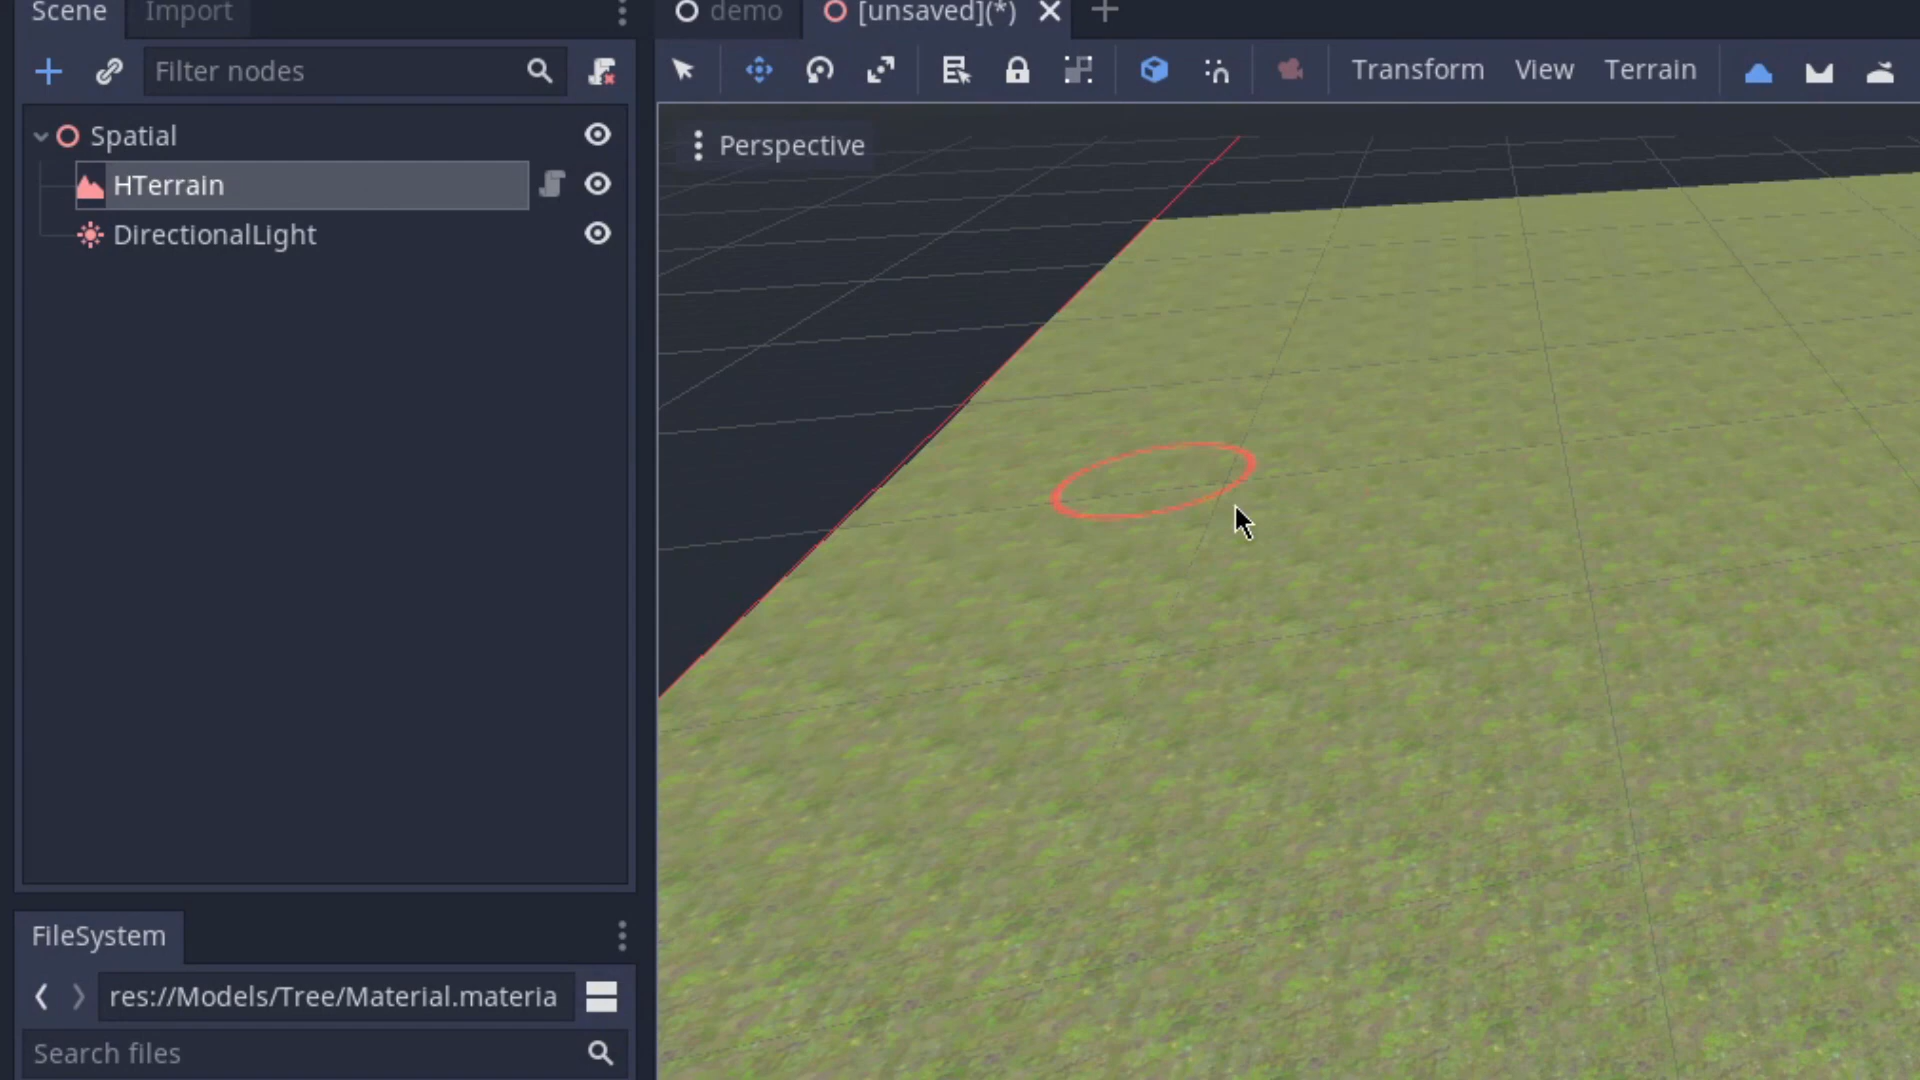 Scene Import
demo [unsaved](*)
Filter nodes
Transform View Terrain
Spatial
Perspective
HTerrain
DirectionalLight
FileSystem
res://Models/Tree/Material.materia
Search files